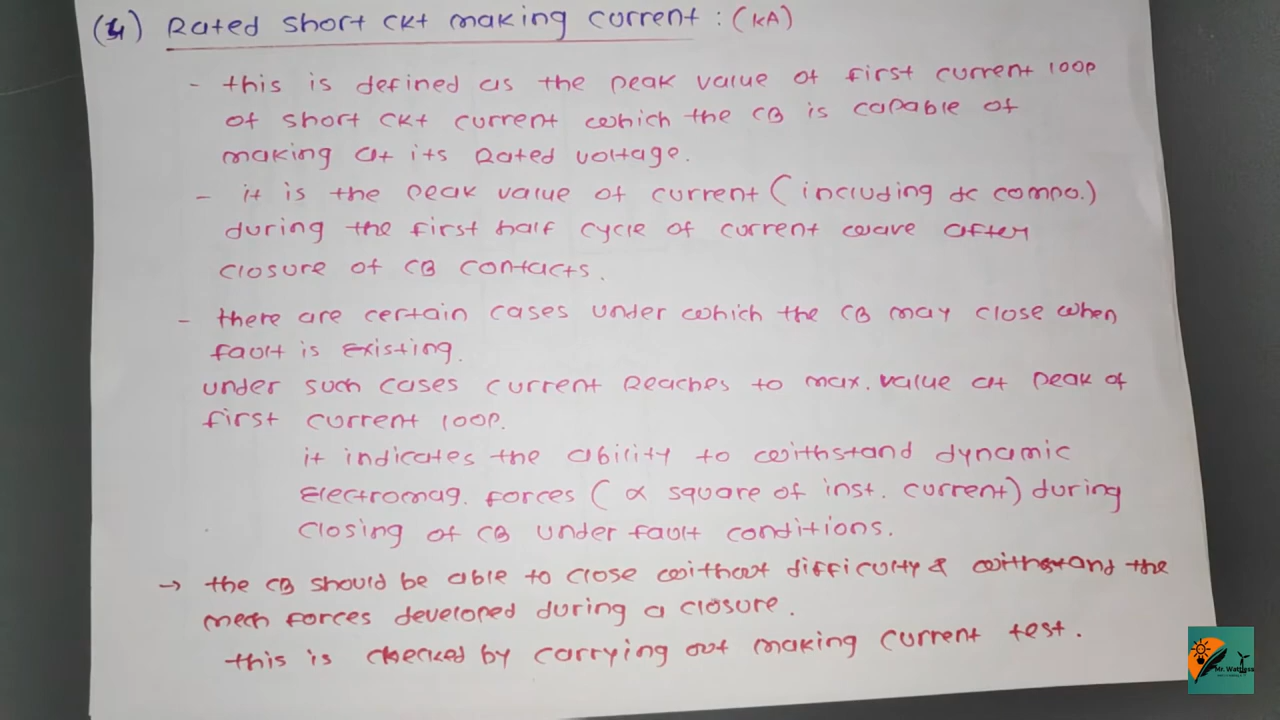 (4) Rated short ckt making current : (kA)
- this is defined as the peak value of first current loop
of short ckt current which the CB is capable of
making at its Rated voltage.
- it is the peak value of current (including dc compo.)
during the first half cycle of current wave after
closure of CB contacts.
- there are certain cases under which the CB may close when
fault is Existing.
under such cases current Reaches to max. value at peak of
first current loop.
it indicates the ability to withstand dynamic
Electromag. forces (∝ square of inst. current) during
closing of CB under fault conditions.
→ the CB should be able to close without difficulty & withstand the
mech forces developed during a closure.
this is checked by carrying out making current test.